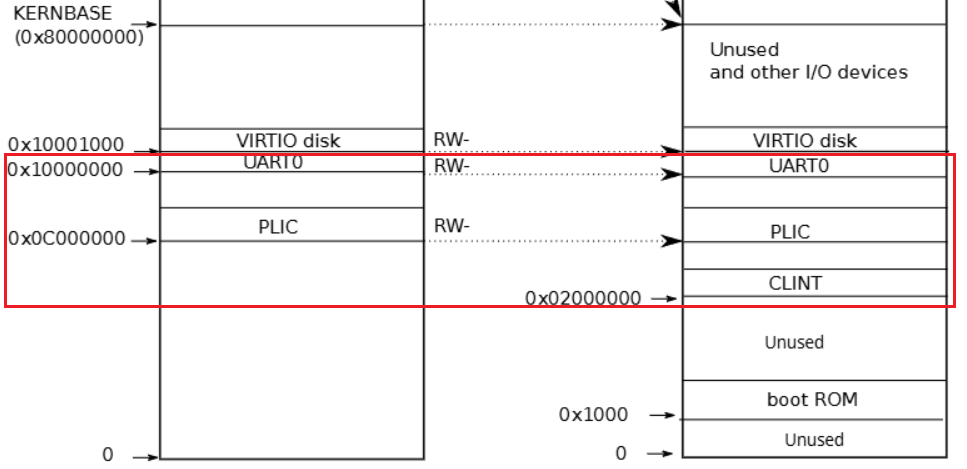 KERNBASE
(0x80000000)
Unused
and other I/O devices
0x10001000
VIRTIO disk
RW-
VIRTIO disk
0x10000000
UART0
RW-
UART0
0x0C000000
PLIC
RW-
PLIC
CLINT
0x02000000
Unused
boot ROM
0x1000
Unused
0
0